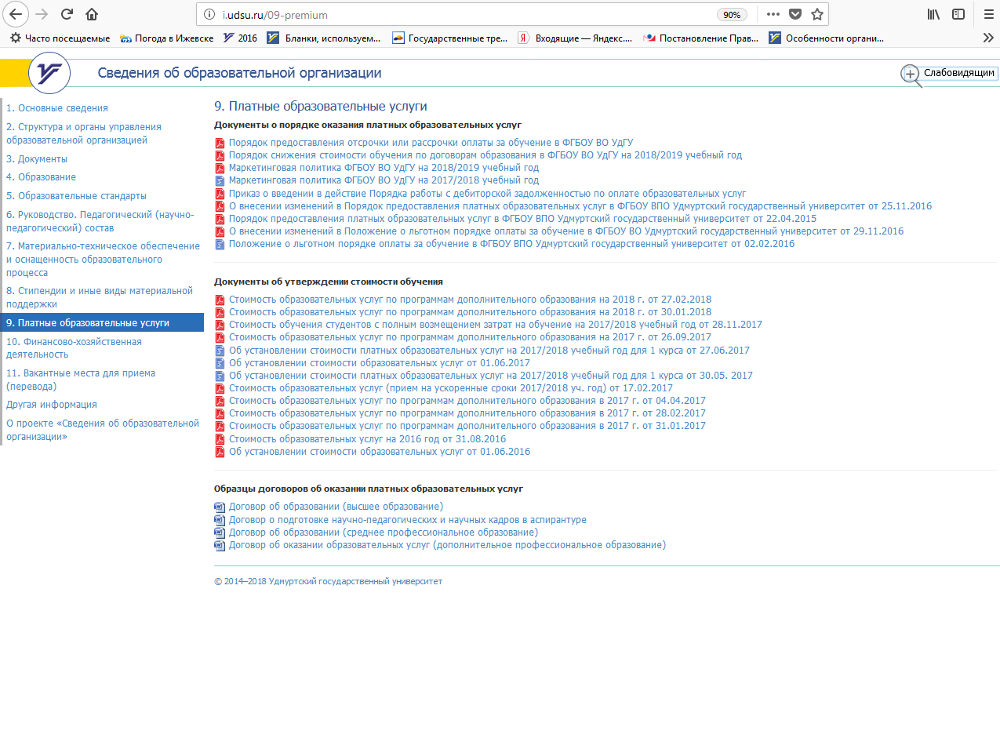 i.udsu.ru/09-premium
90%
Часто посещаемые
Погода в Ижевске
2016
Бланки, используем...
Государственные тре...
Входящие — Яндекс....
Постановление Прав...
Особенности органи...
Сведения об образовательной организации
Слабовидящим
1. Основные сведения
2. Структура и органы управления
образовательной организацией
3. Документы
4. Образование
5. Образовательные стандарты
6. Руководство. Педагогический (научно-
педагогический) состав
7. Материально-техническое обеспечение
и оснащенность образовательного
процесса
8. Стипендии и иные виды материальной
поддержки
9. Платные образовательные услуги
10. Финансово-хозяйственная
деятельность
11. Вакантные места для приема
(перевода)
Другая информация
О проекте «Сведения об образовательной
организации»
9. Платные образовательные услуги
Документы о порядке оказания платных образовательных услуг
Порядок предоставления отсрочки или рассрочки оплаты за обучение в ФГБОУ ВО УдГУ
Порядок снижения стоимости обучения по договорам образования в ФГБОУ ВО УдГУ на 2018/2019 учебный год
Маркетинговая политика ФГБОУ ВО УдГУ на 2018/2019 учебный год
Маркетинговая политика ФГБОУ ВО УдГУ на 2017/2018 учебный год
Приказ о введении в действие Порядка работы с дебиторской задолженностью по оплате образовательных услуг
О внесении изменений в Порядок предоставления платных образовательных услуг в ФГБОУ ВПО Удмуртский государственный университет от 25.11.2016
Порядок предоставления платных образовательных услуг в ФГБОУ ВПО Удмуртский государственный университет от 22.04.2015
О внесении изменений в Положение о льготном порядке оплаты за обучение в ФГБОУ ВО Удмуртский государственный университет от 29.11.2016
Положение о льготном порядке оплаты за обучение в ФГБОУ ВПО Удмуртский государственный университет от 02.02.2016
Документы об утверждении стоимости обучения
Стоимость образовательных услуг по программам дополнительного образования на 2018 г. от 27.02.2018
Стоимость образовательных услуг по программам дополнительного образования на 2018 г. от 30.01.2018
Стоимость обучения студентов с полным возмещением затрат на обучение на 2017/2018 учебный год от 28.11.2017
Стоимость образовательных услуг по программам дополнительного образования на 2017 г. от 26.09.2017
Об установлении стоимости платных образовательных услуг на 2017/2018 учебный год для 1 курса от 27.06.2017
Об установлении стоимости образовательных услуг от 01.06.2017
Об установлении стоимости платных образовательных услуг на 2017/2018 учебный год для 1 курса от 30.05. 2017
Стоимость образовательных услуг (прием на ускоренные сроки 2017/2018 уч. год) от 17.02.2017
Стоимость образовательных услуг по программам дополнительного образования в 2017 г. от 04.04.2017
Стоимость образовательных услуг по программам дополнительного образования в 2017 г. от 28.02.2017
Стоимость образовательных услуг по программам дополнительного образования в 2017 г. от 31.01.2017
Стоимость образовательных услуг на 2016 год от 31.08.2016
Об установлении стоимости образовательных услуг от 01.06.2016
Образцы договоров об оказании платных образовательных услуг
Договор об образовании (высшее образование)
Договор о подготовке научно-педагогических и научных кадров в аспирантуре
Договор об образовании (среднее профессиональное образование)
Договор об оказании образовательных услуг (дополнительное профессиональное образование)
© 2014–2018 Удмуртский государственный университет